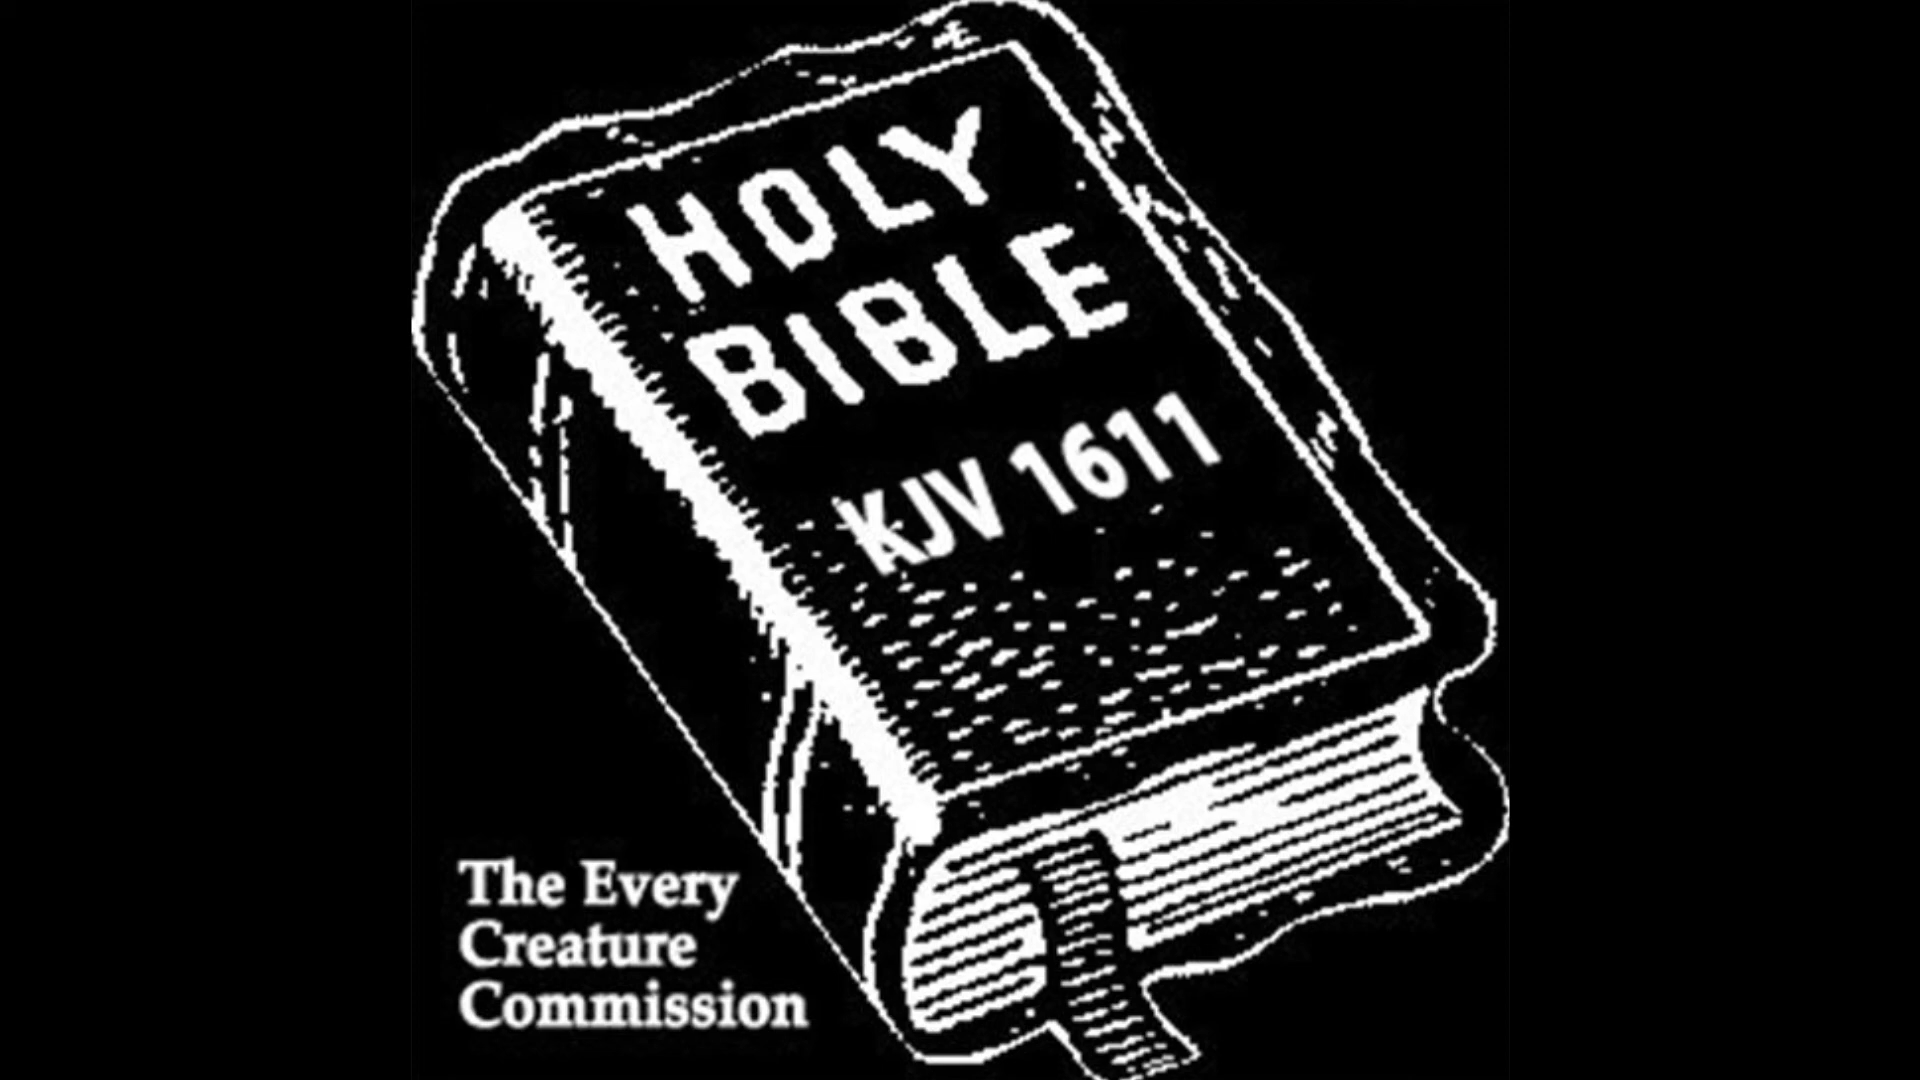 HOLY
BIBLE
KJV 1611
The Every
Creature
Commission